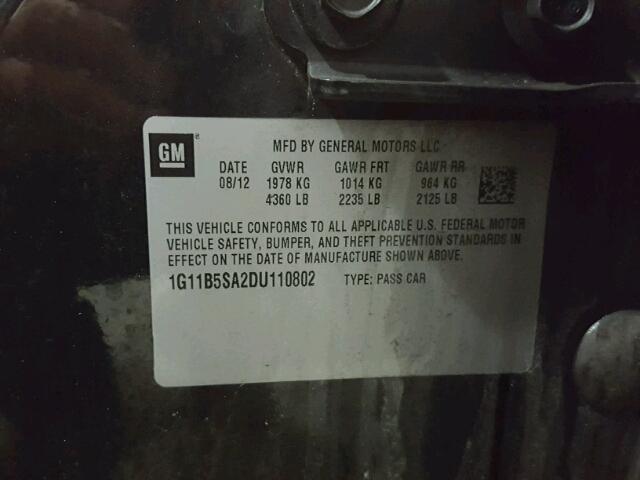 GM ® MFD BY GENERAL MOTORS LLC
DATE GVWR GAWR FRT GAWR RR
08/12 1978 KG 1014 KG 964 KG
4360 LB 2235 LB 2125 LB
THIS VEHICLE CONFORMS TO ALL APPLICABLE U.S. FEDERAL MOTOR
VEHICLE SAFETY, BUMPER, AND THEFT PREVENTION STANDARDS IN
EFFECT ON THE DATE OF MANUFACTURE SHOWN ABOVE.
1G11B5SA2DU110802 TYPE: PASS CAR